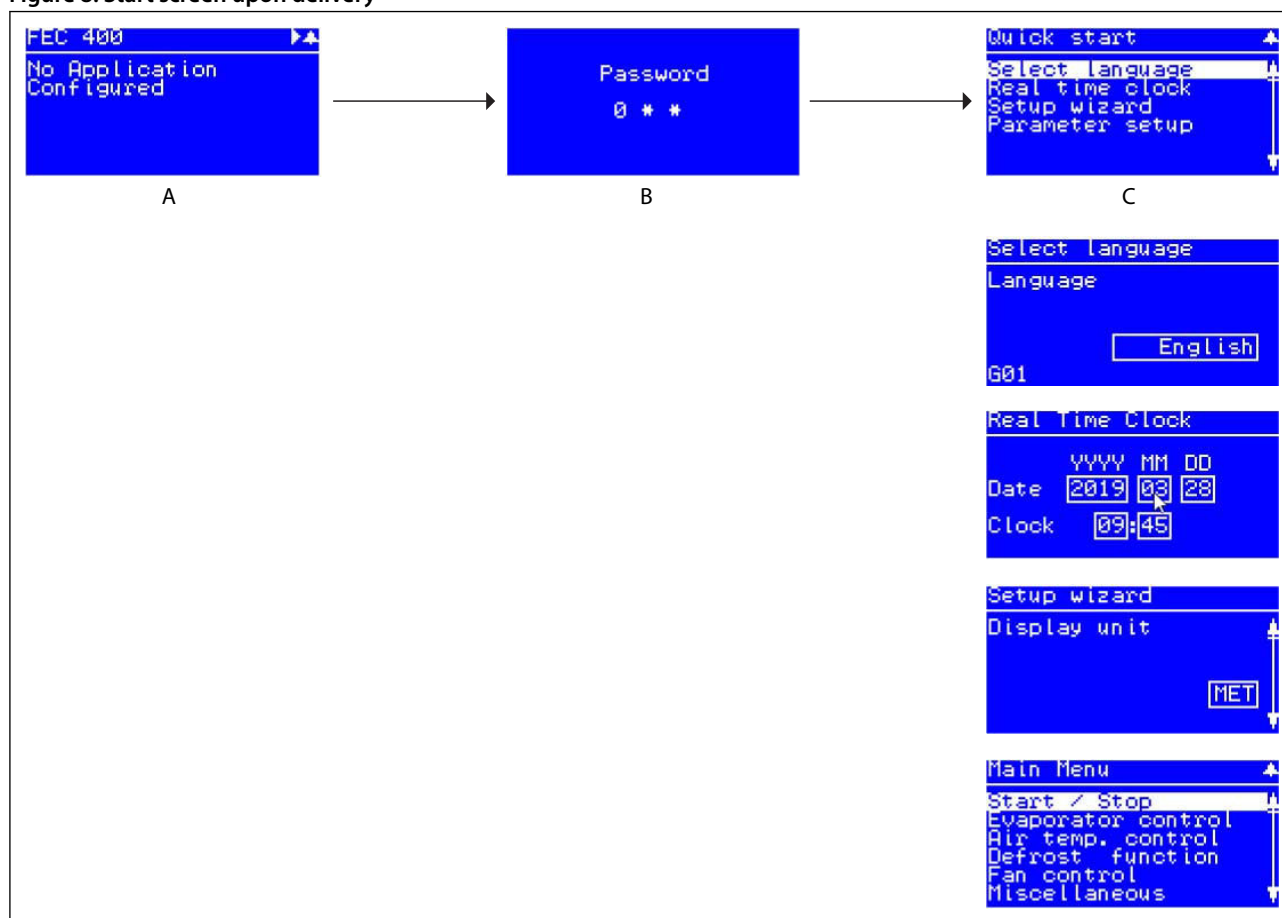 Figure Start screen upon delivery
FEC 400
No Application
Configured
A
Password
0 * *
B
Quick start
Select language
Real time clock
Setup wizard
Parameter setup
C
Select language
Language
English
G01
Real Time Clock
YYYY MM DD
Date 2019 03 28
Clock 09:45
Setup wizard
Display unit
MET
Main Menu
Start / Stop
Evaporator control
Air temp. control
Defrost function
Fan control
Miscellaneous